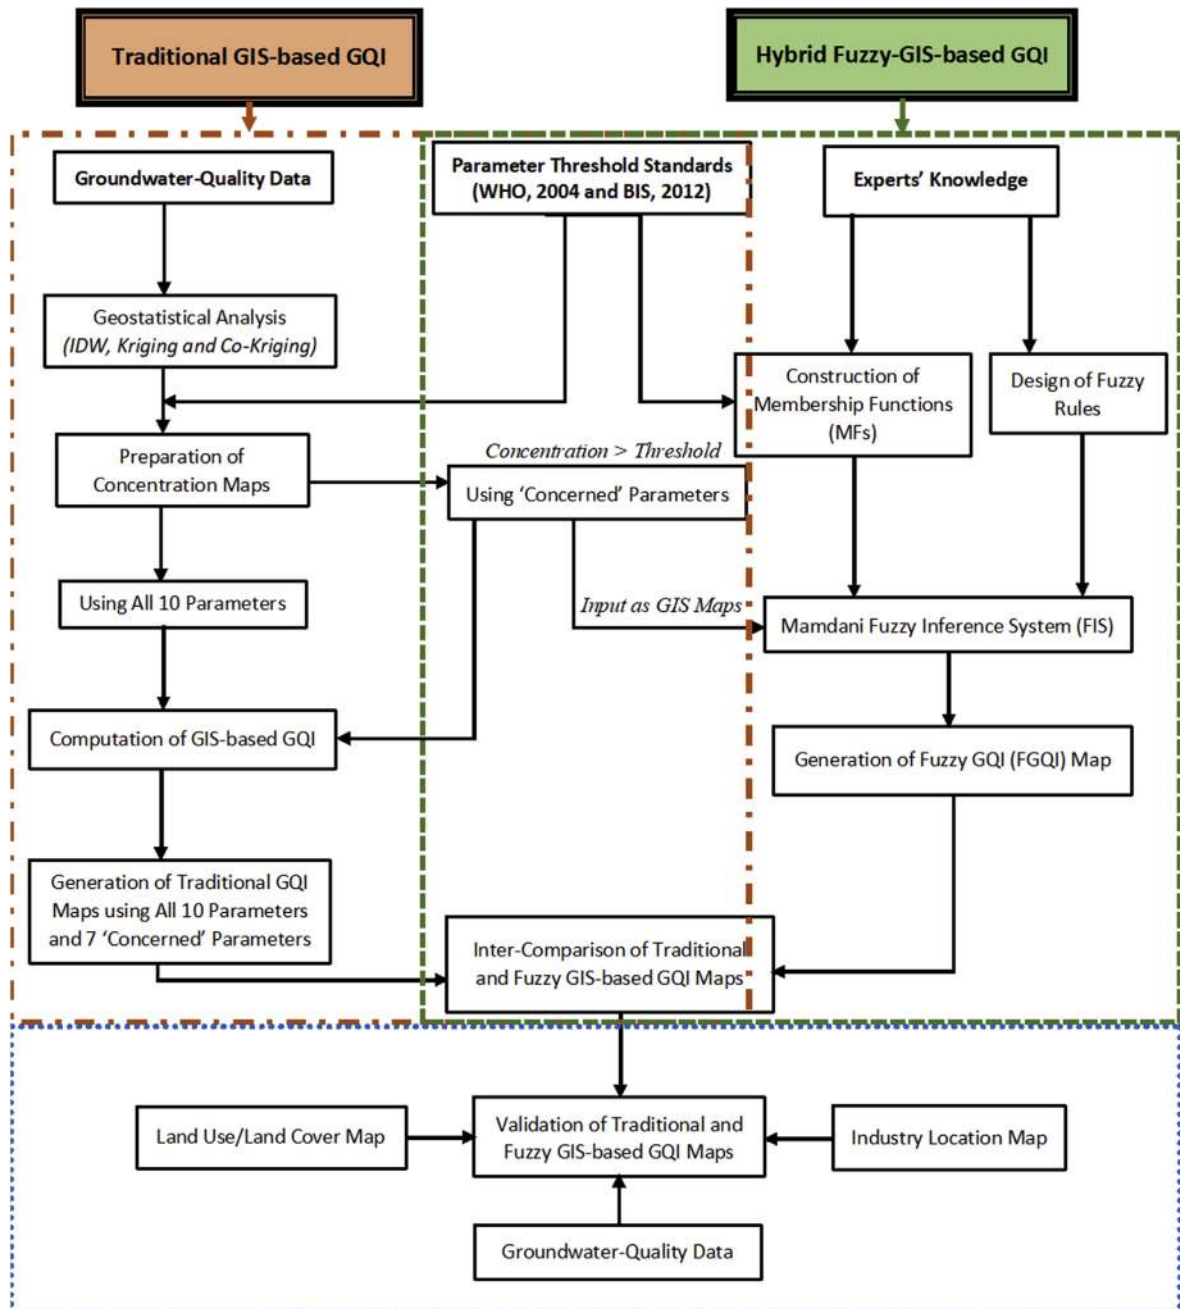 Traditional GIS-based GQI
Hybrid Fuzzy-GIS-based GQI
Groundwater-Quality Data
Parameter Threshold Standards
(WHO, 2004 and BIS, 2012)
Experts’ Knowledge
Geostatistical Analysis
(IDW, Kriging and Co-Kriging)
Construction of
Membership Functions
(MFs)
Design of Fuzzy
Rules
Preparation of
Concentration Maps
Concentration > Threshold
Using ‘Concerned’ Parameters
Using All 10 Parameters
Input as GIS Maps
Mamdani Fuzzy Inference System (FIS)
Computation of GIS-based GQI
Generation of Fuzzy GQI (FGQI) Map
Generation of Traditional GQI
Maps using All 10 Parameters
and 7 ‘Concerned’ Parameters
Inter-Comparison of Traditional
and Fuzzy GIS-based GQI Maps
Land Use/Land Cover Map
Validation of Traditional and
Fuzzy GIS-based GQI Maps
Industry Location Map
Groundwater-Quality Data